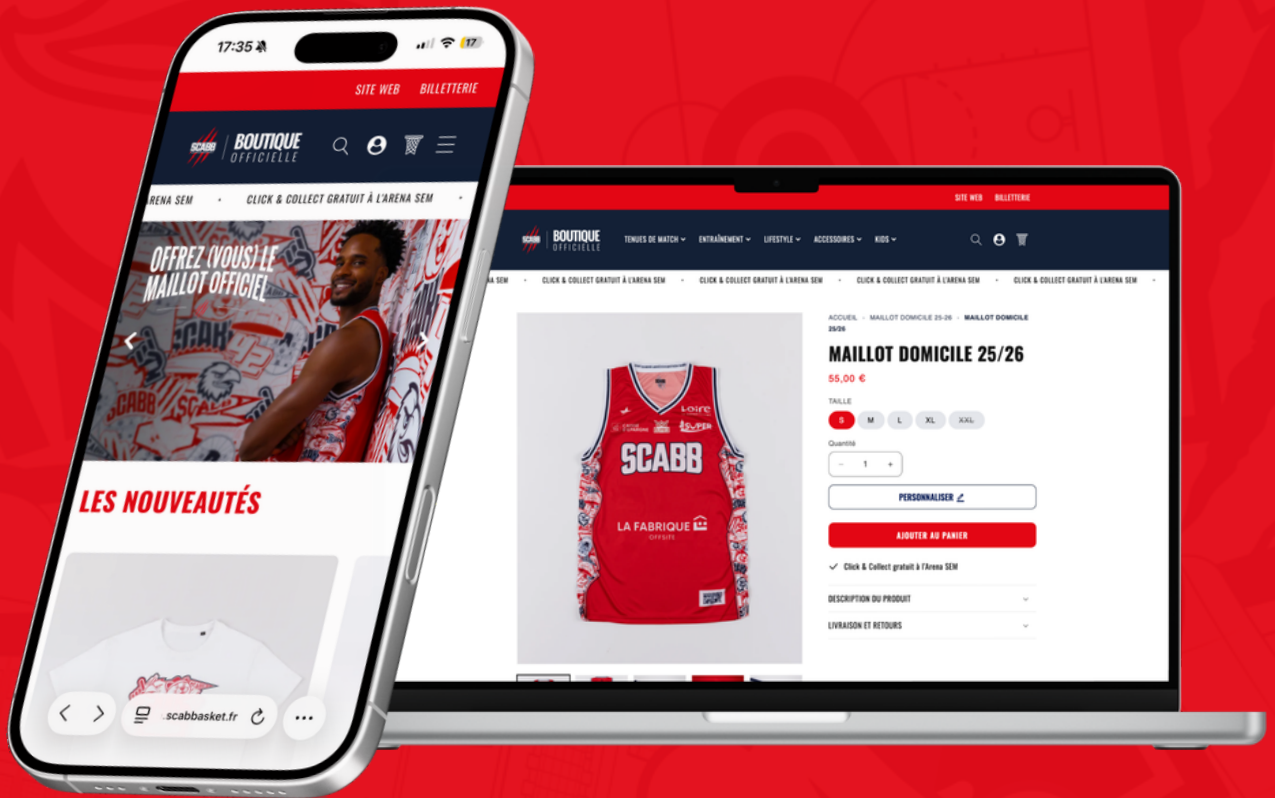 17:35
17
SITE WEB BILLETTERIE
SCABB BOUTIQUE
OFFICIELLE
ARENA SEM • CLICK & COLLECT GRATUIT À L'ARENA SEM •
OFFREZ (VOUS) LE
MAILLOT OFFICIEL
SCABB
SCABB
LES NOUVEAUTÉS
.scabbasket.fr
SITE WEB BILLETTERIE
SCABB BOUTIQUE
OFFICIELLE
TENUES DE MATCH ENTRAÎNEMENT LIFESTYLE ACCESSOIRES KIDS
NA SEM • CLICK & COLLECT GRATUIT À L'ARENA SEM • CLICK & COLLECT GRATUIT À L'ARENA SEM • CLICK & COLLECT GRATUIT À L'ARENA SEM • CLICK & COLLECT GRATUIT À L'ARENA SEM •
Loire
SUPER
SCABB
LA FABRIQUE
OFFSITE
ACCUEIL • MAILLOT DOMICILE 25-26 • MAILLOT DOMICILE
25/26
MAILLOT DOMICILE 25/26
55,00 €
TAILLE
S M L XL XXL
Quantité
− 1 +
PERSONNALISER
AJOUTER AU PANIER
Click & Collect gratuit à l'Arena SEM
DESCRIPTION DU PRODUIT
LIVRAISON ET RETOURS